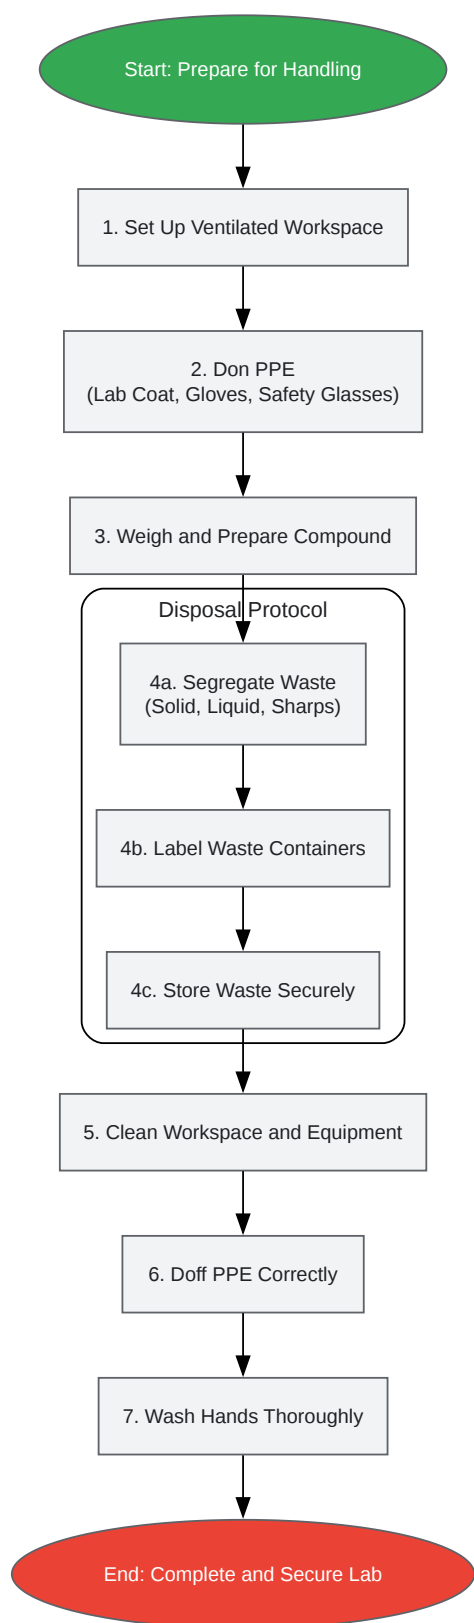 Start: Prepare for Handling
1. Set Up Ventilated Workspace
2. Don PPE
(Lab Coat, Gloves, Safety Glasses)
3. Weigh and Prepare Compound
Disposal Protocol
4a. Segregate Waste
(Solid, Liquid, Sharps)
4b. Label Waste Containers
4c. Store Waste Securely
5. Clean Workspace and Equipment
6. Doff PPE Correctly
7. Wash Hands Thoroughly
End: Complete and Secure Lab